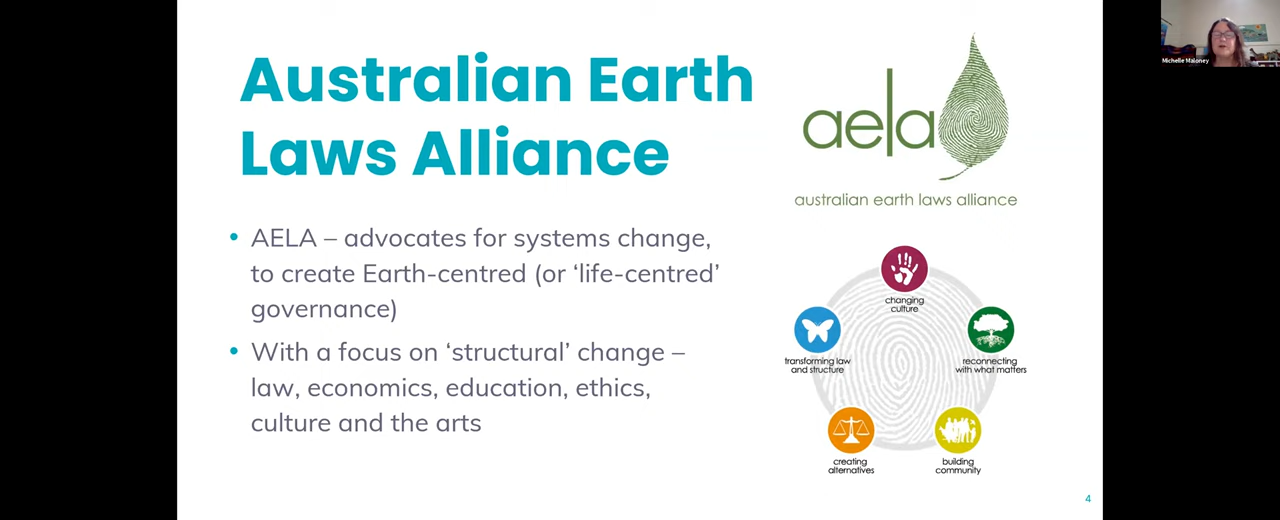 Australian Earth
Laws Alliance
• AELA – advocates for systems change,
to create Earth-centred (or ‘life-centred’
governance)
• With a focus on ‘structural’ change –
law, economics, education, ethics,
culture and the arts
aela
australian earth laws alliance
changing
culture
transforming law
and structure
reconnecting
with what matters
creating
alternatives
building
community
4
Michelle Maloney